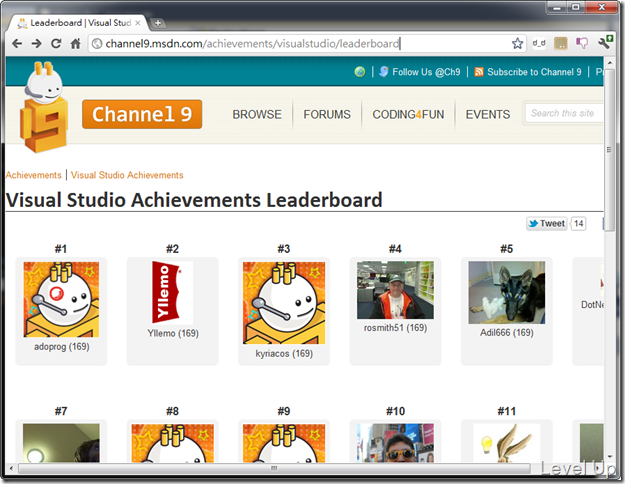 Leaderboard | Visual Stud
channel9.msdn.com/achievements/visualstudio/leaderboard
Follow Us @Ch9 | Subscribe to Channel 9 | Pr
9
Channel 9
BROWSE FORUMS CODING4FUN EVENTS
Search this site
Achievements | Visual Studio Achievements
Visual Studio Achievements Leaderboard
Tweet 14
#1 #2 #3 #4 #5
Yllemo
adoprog (169) Yllemo (169) kyriacos (169) rosmith51 (169) Adil666 (169) DotNe
#7 #8 #9 #10 #11
Level Up